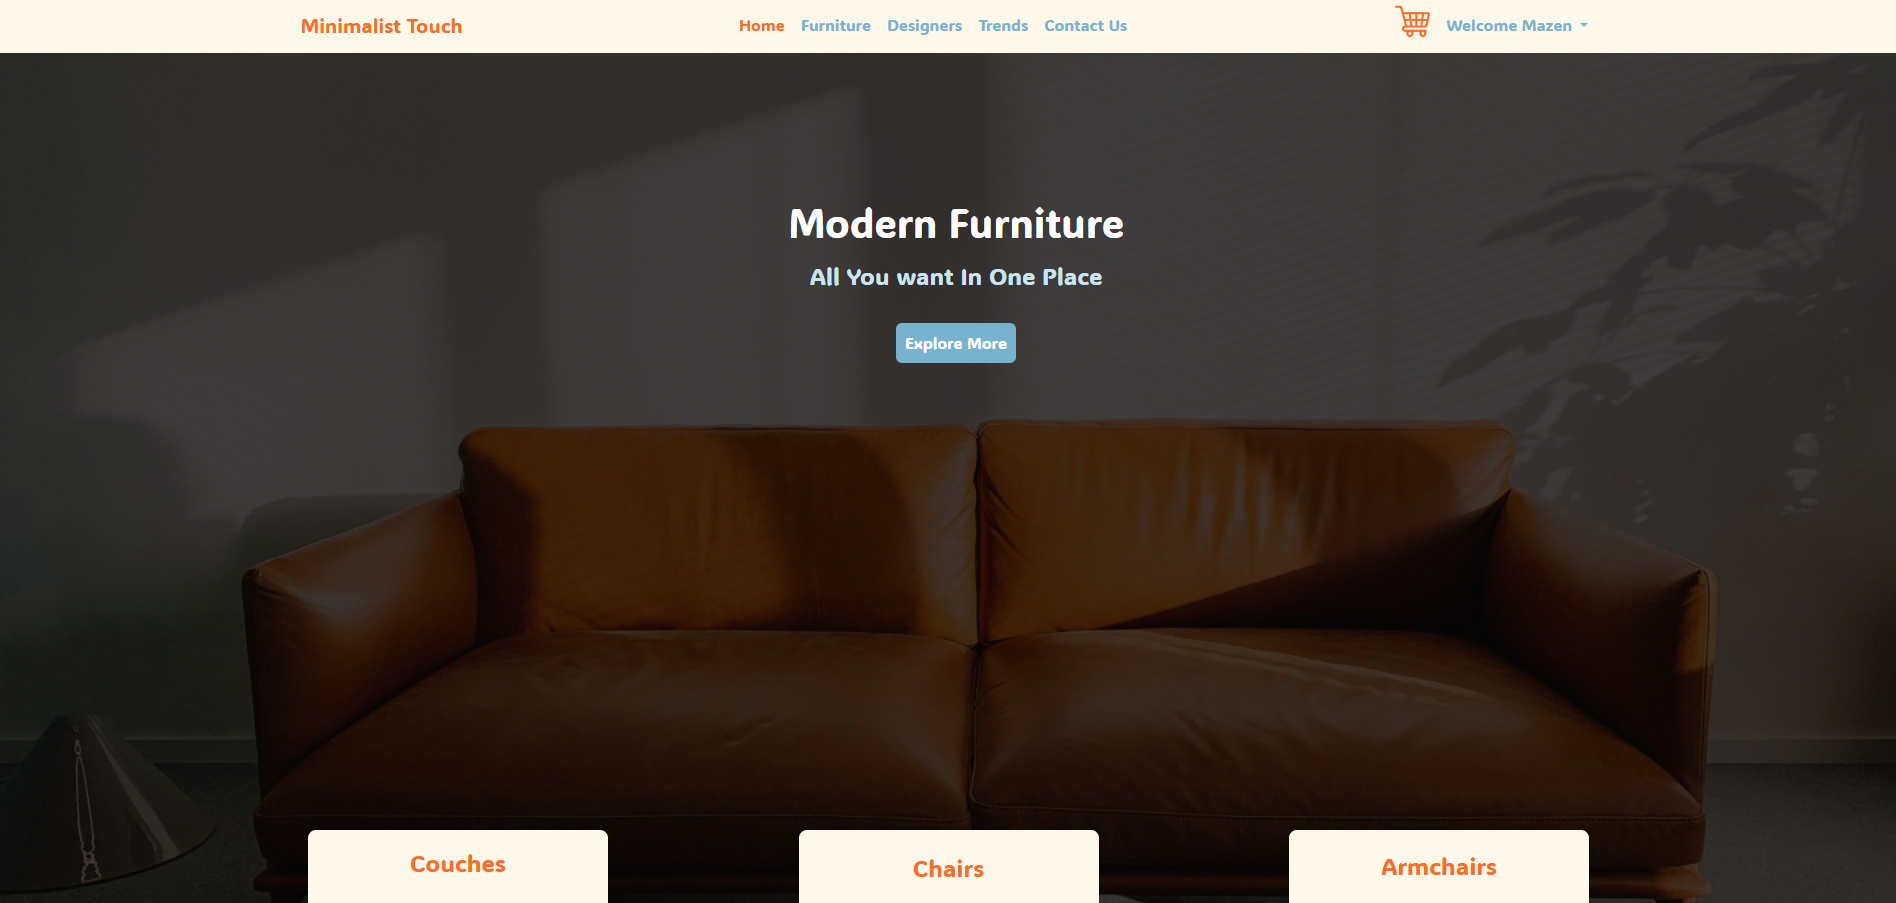 Minimalist Touch
Home Furniture Designers Trends Contact Us
Welcome Mazen
Modern Furniture
All You want In One Place
Explore More
Couches
Chairs
Armchairs